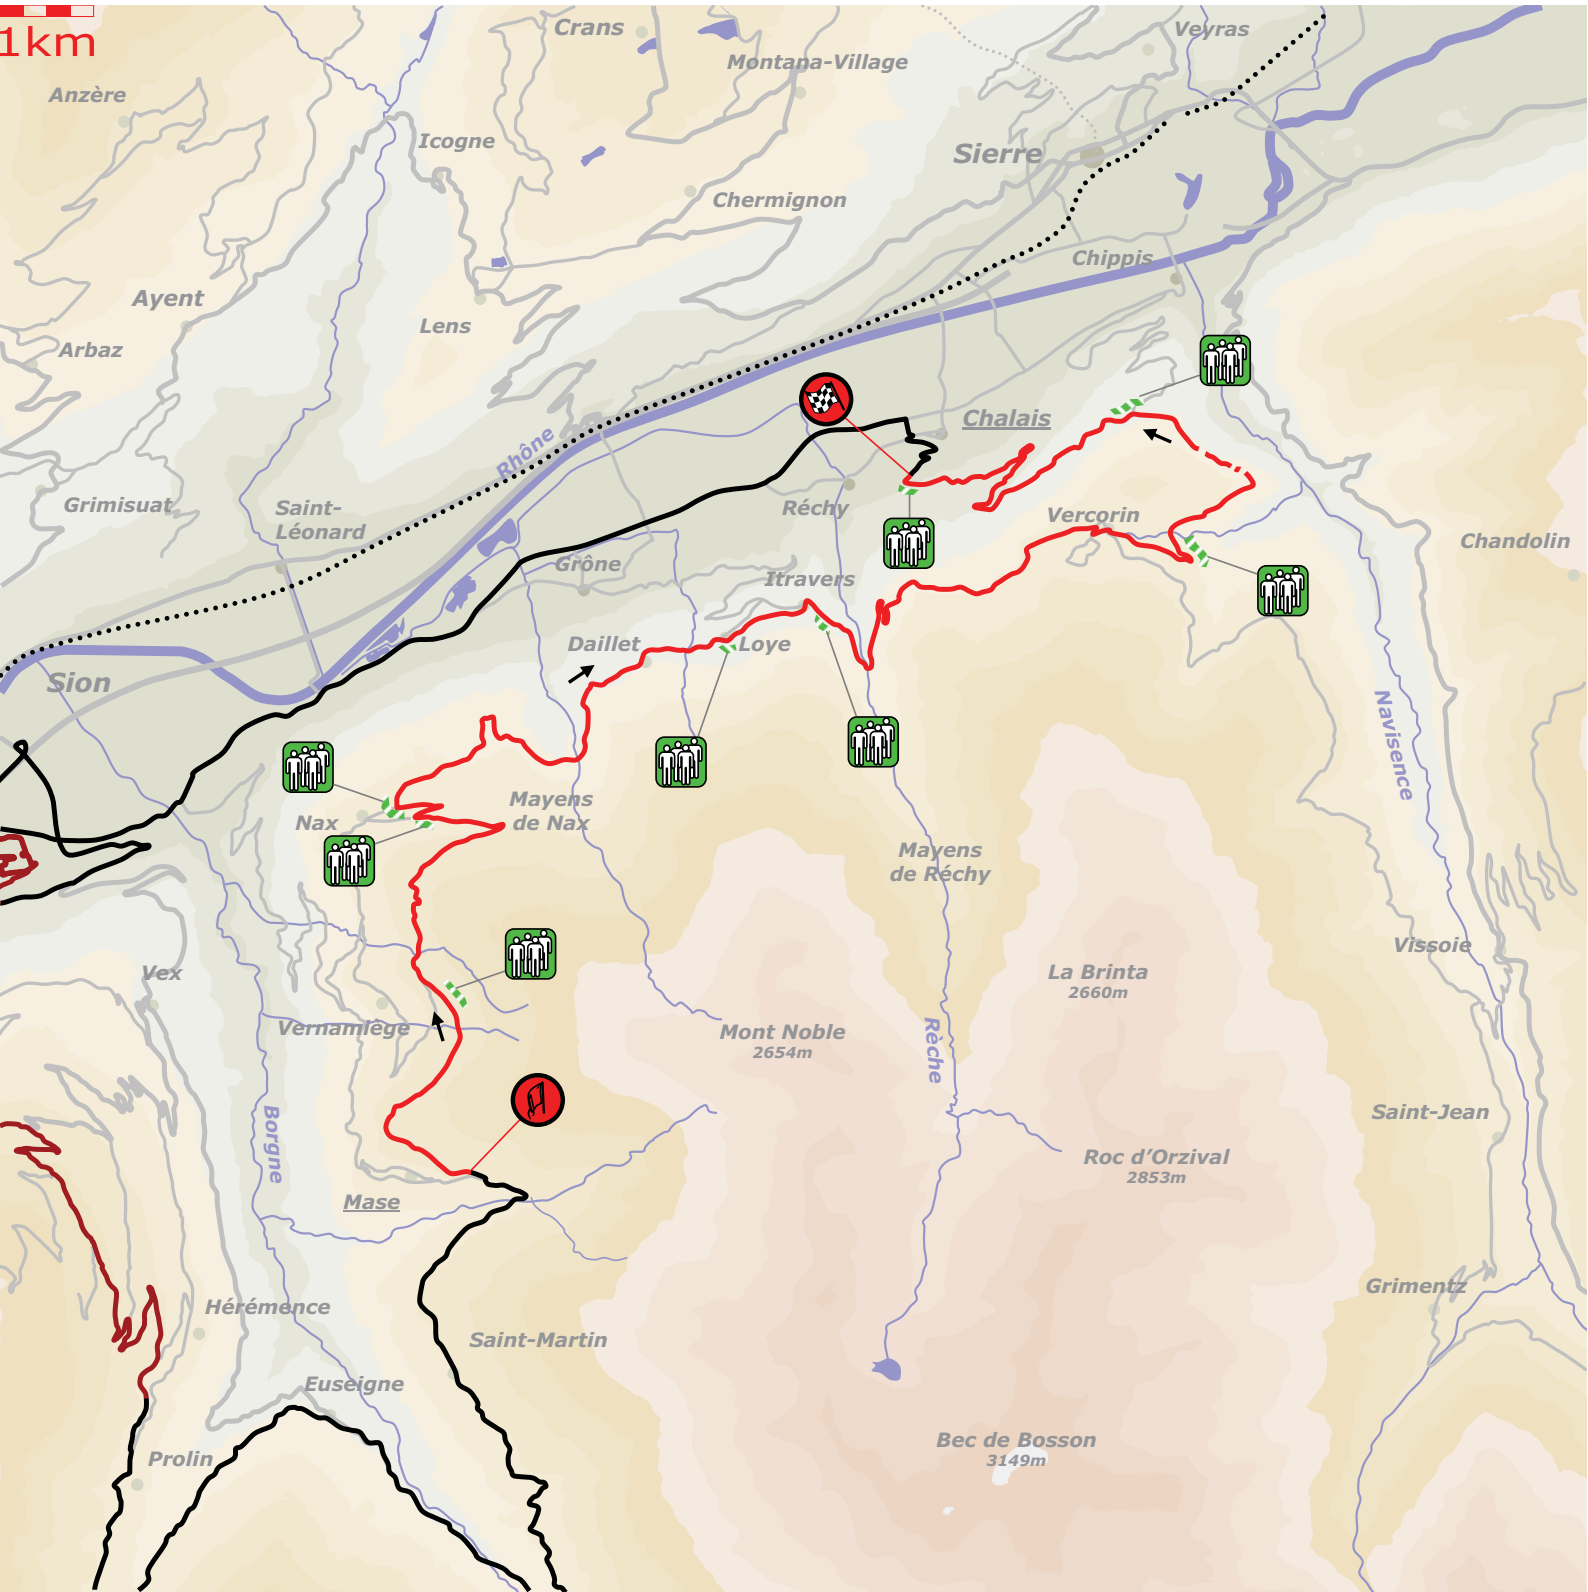 1km
Crans
Veyras
Montana-Village
Anzère
Icogne
Sierre
Chermignon
Chippis
Ayent
Lens
Arbaz
Chalais
Rhône
Grimisuat
Saint-
Léonard
Réchy
Vercorin
Chandolin
Grône
Itravers
Daillet
Loye
Sion
Navisence
Mayens
de Nax
Nax
Mayens
de Réchy
Vissoie
Vex
La Brinta
2660m
Vernamiège
Mont Noble
2654m
Rèche
Borgne
Saint-Jean
Roc d’Orzival
2853m
Mase
Grimentz
Hérémence
Saint-Martin
Euseigne
Bec de Bosson
3149m
Prolin